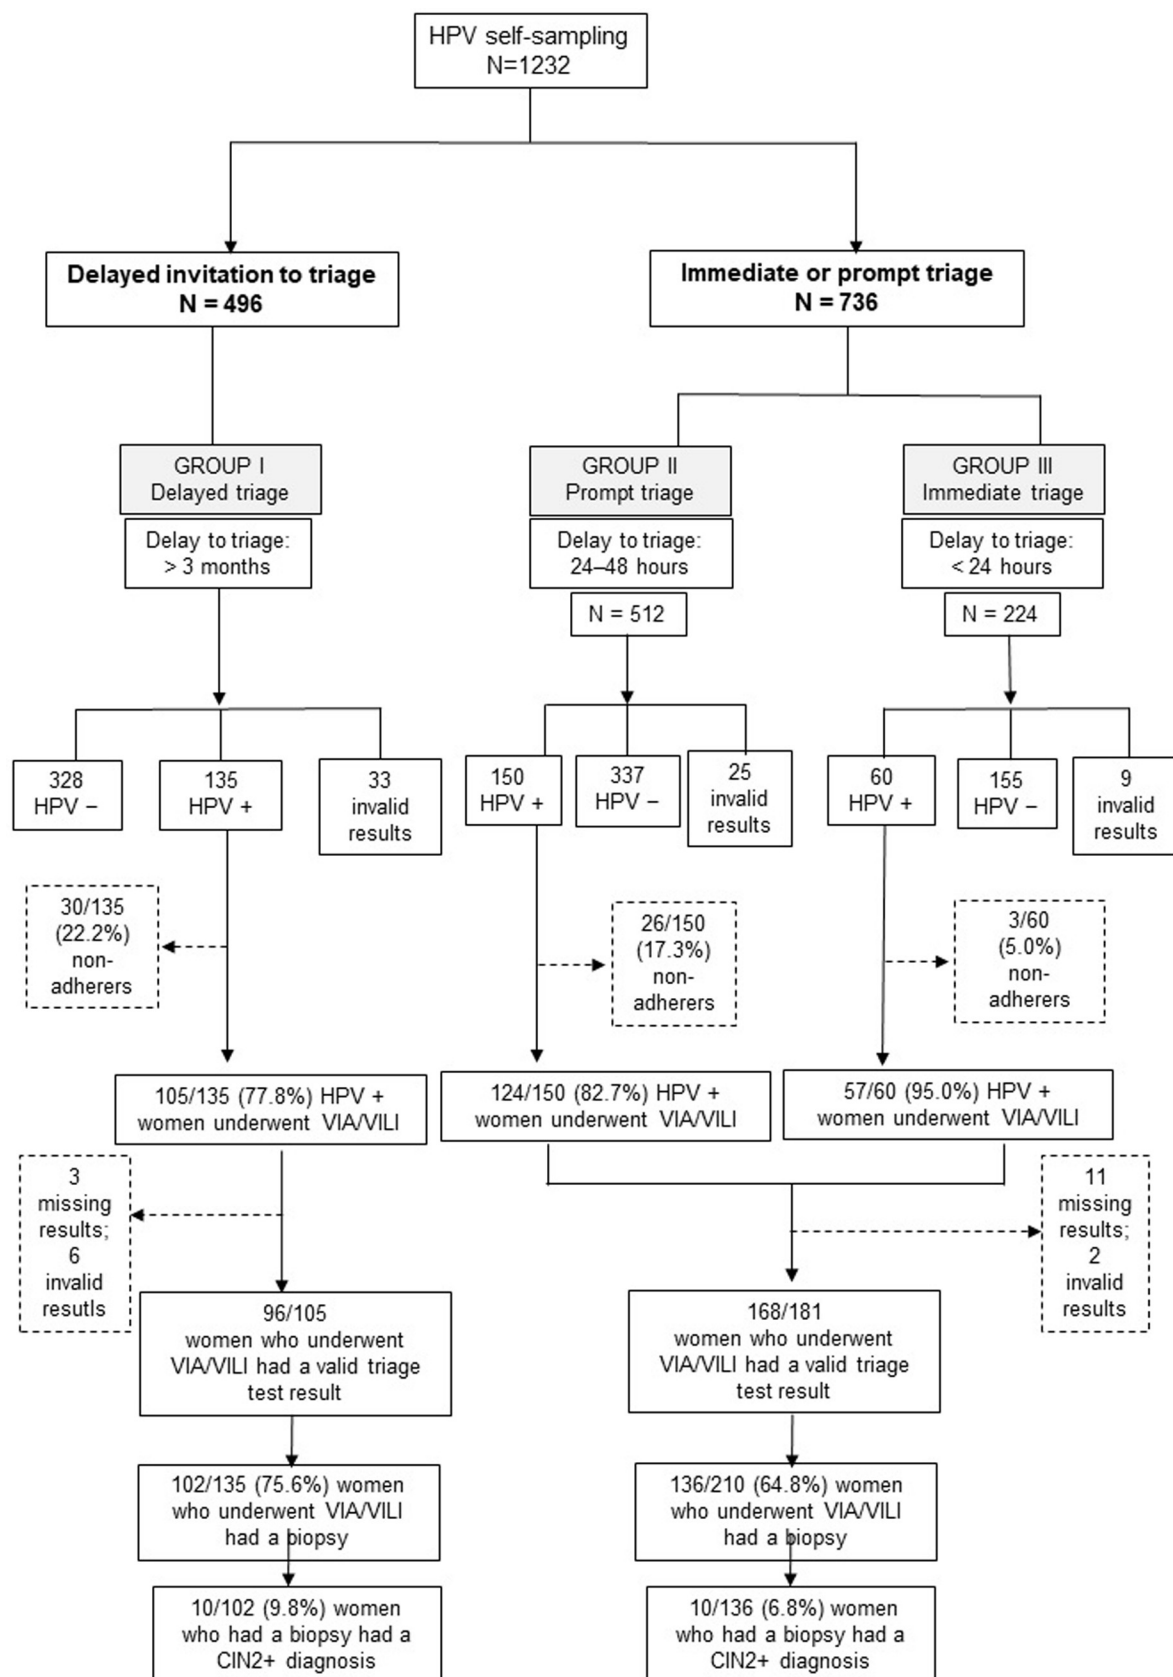 HPV self-sampling
N=1232
Delayed invitation to triage
N = 496
Immediate or prompt triage
N = 736
GROUP I
Delayed triage
GROUP II
Prompt triage
GROUP III
Immediate triage
Delay to triage:
> 3 months
Delay to triage:
24–48 hours
Delay to triage:
< 24 hours
N = 512
N = 224
328
HPV –
135
HPV +
33
invalid
results
150
HPV +
337
HPV –
25
invalid
results
60
HPV +
155
HPV –
9
invalid
results
30/135
(22.2%)
non-
adherers
26/150
(17.3%)
non-
adherers
3/60
(5.0%)
non-
adherers
105/135 (77.8%) HPV +
women underwent VIA/VILI
124/150 (82.7%) HPV +
women underwent VIA/VILI
57/60 (95.0%) HPV +
women underwent VIA/VILI
3
missing
results;
6
invalid
resutls
11
missing
results;
2
invalid
results
96/105
women who underwent
VIA/VILI had a valid triage
test result
168/181
women who underwent
VIA/VILI had a valid triage
test result
102/135 (75.6%) women
who underwent VIA/VILI
had a biopsy
136/210 (64.8%) women
who underwent VIA/VILI
had a biopsy
10/102 (9.8%) women
who had a biopsy had a
CIN2+ diagnosis
10/136 (6.8%) women
who had a biopsy had a
CIN2+ diagnosis